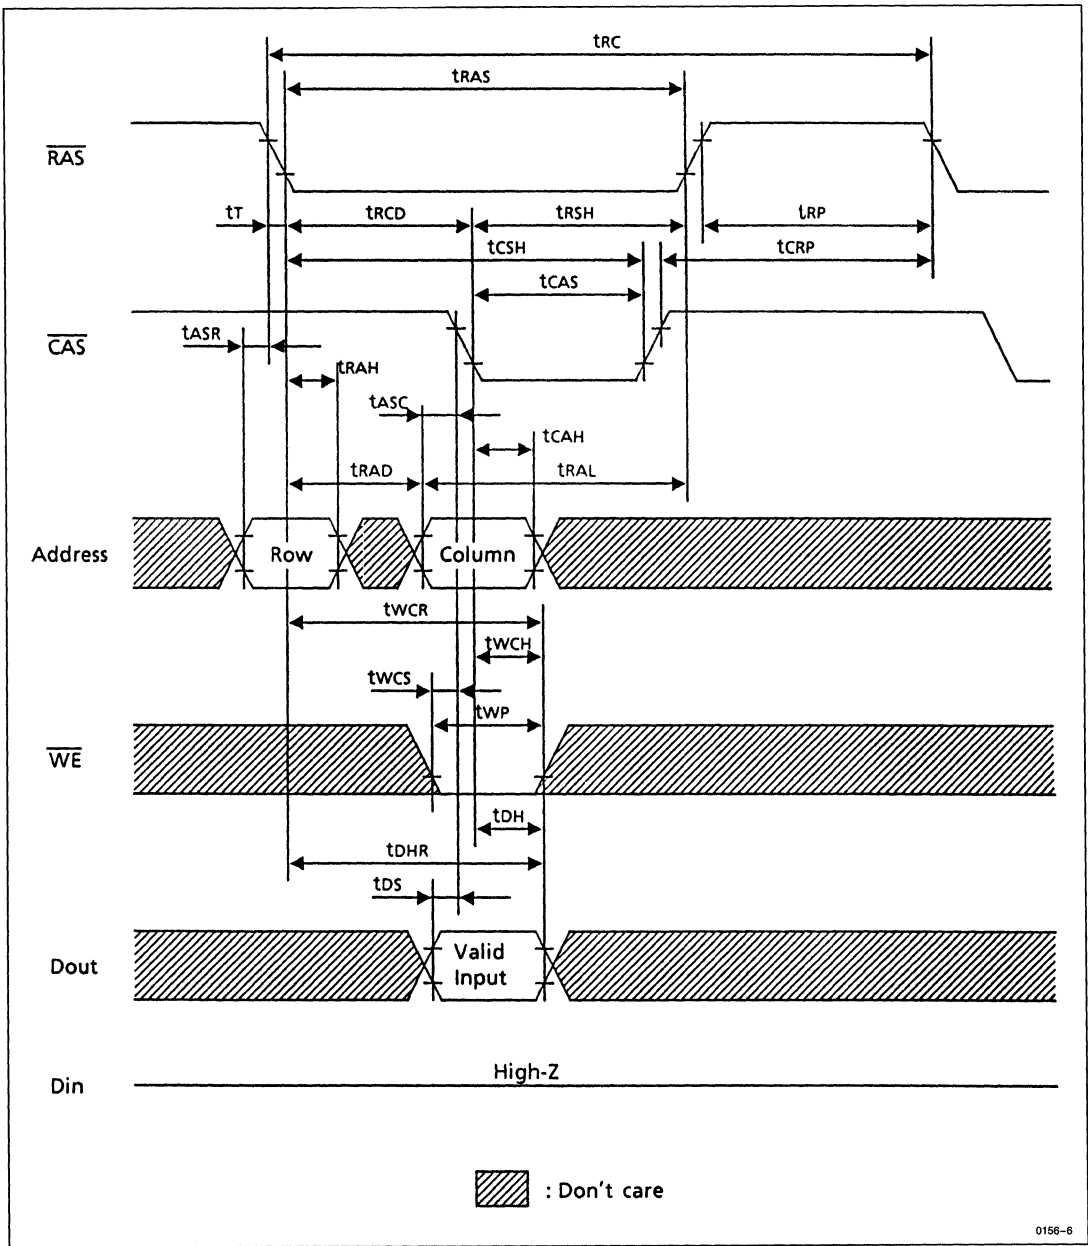 tRC
tRAS
RAS
tT tRCD tRSH tRP
tCSH tCRP
tCAS
CAS
tASR
tRAH
tASC
tCAH
tRAD tRAL
Address Row Column
tWCR
tWCH
tWCS
tWP
WE
tDH
tDHR
tDS
Dout Valid Input
Din High-Z
: Don't care
0156-6